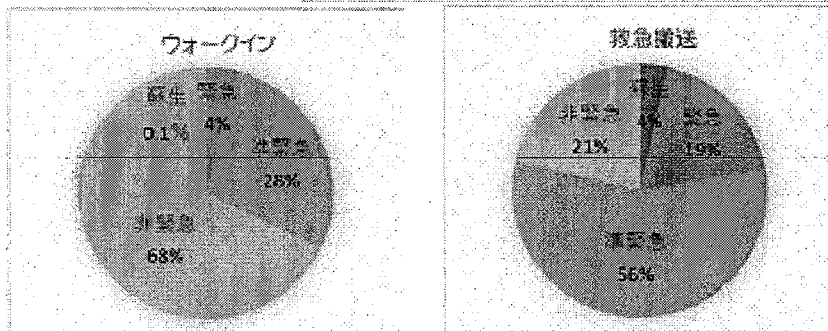 ウォークイン
蘇生
0.1%
緊急
4%
準緊急
28%
非緊急
68%
救急搬送
蘇生
4%
緊急
19%
準緊急
56%
非緊急
21%